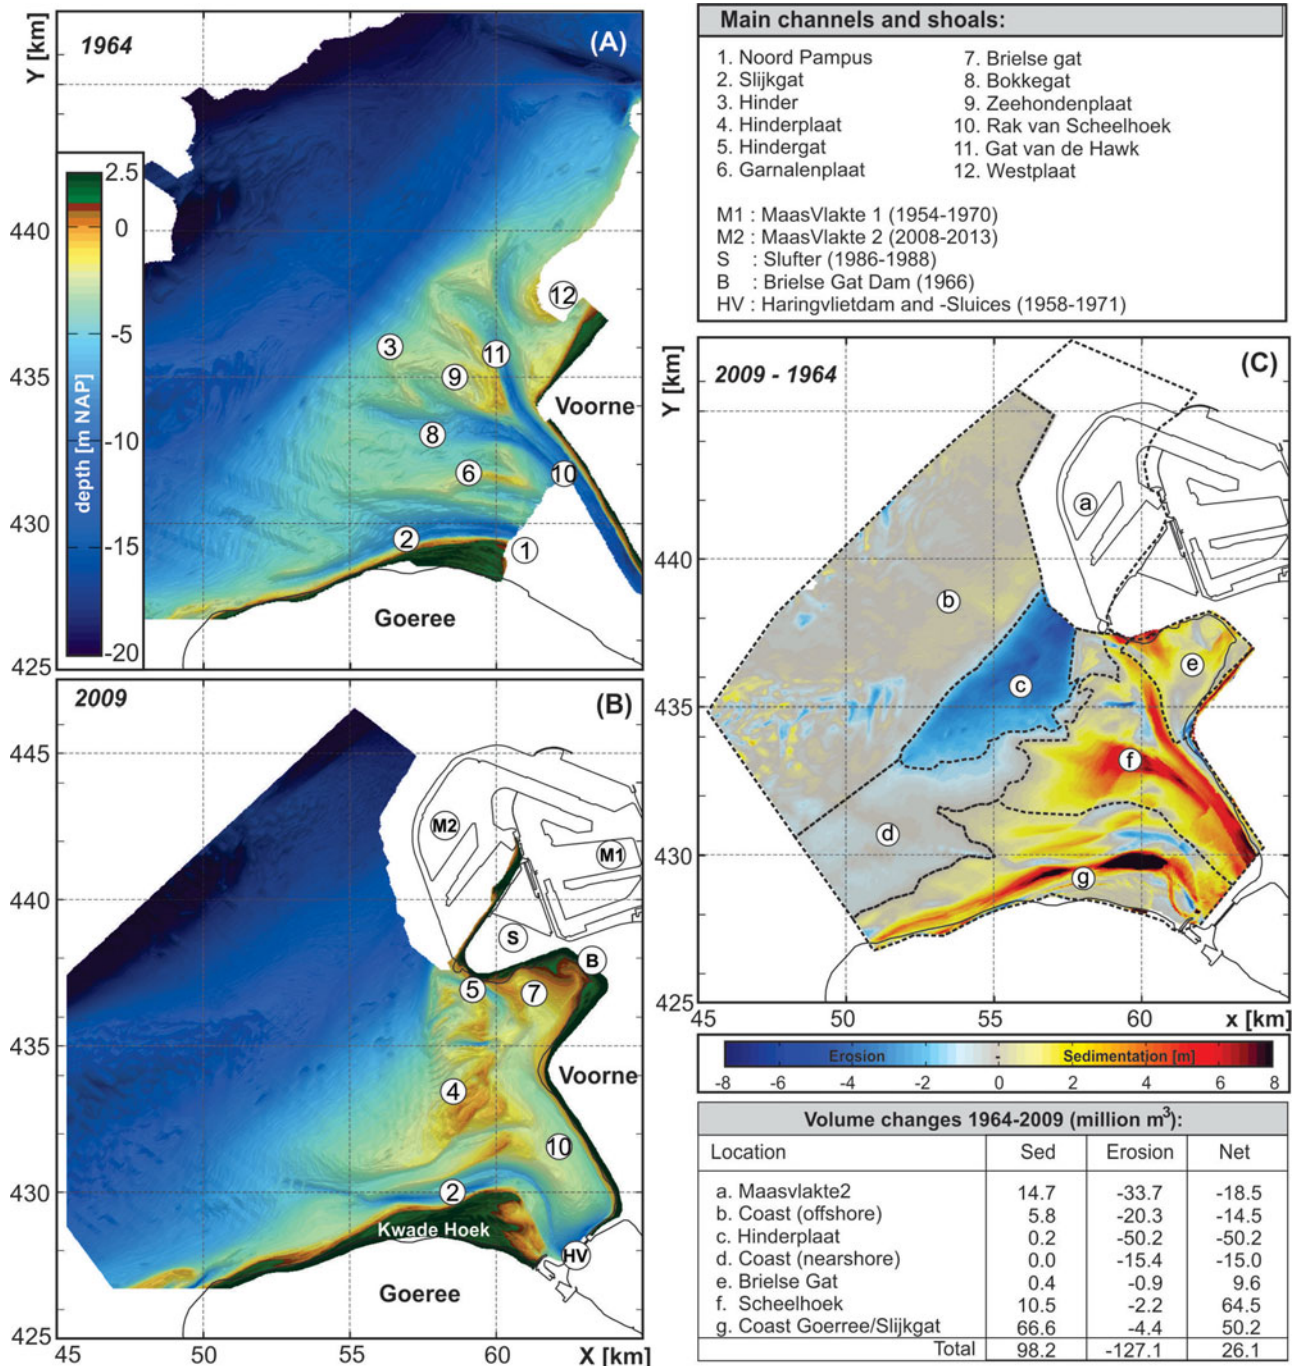 1964
(A)
Y [km]
2.5
0
-5
-10
-15
-20
depth [m NAP]
440
435
430
425
50
55
60
12
3
11
9
Voorne
8
6
10
2
1
Goeree
2009
(B)
445
440
435
430
425
M2
M1
S
B
5
7
4
Voorne
10
2
Kwade Hoek
HV
Goeree
45
50
55
X [km]
60
Main channels and shoals:
1. Noord Pampus
2. Slijkgat
3. Hinder
4. Hinderplaat
5. Hindergat
6. Garnalenplaat
7. Brielse gat
8. Bokkegat
9. Zeehondenplaat
10. Rak van Scheelhoek
11. Gat van de Hawk
12. Westplaat
M1 : MaasVlakte 1 (1954-1970)
M2 : MaasVlakte 2 (2008-2013)
S : Slufter (1986-1988)
B : Brielse Gat Dam (1966)
HV : Haringvlietdam and -Sluices (1958-1971)
2009 - 1964
(C)
Y [km]
a
440
b
e
c
435
f
d
430
g
425
45
50
55
60
x [km]
Erosion
-
Sedimentation [m]
-8 -6 -4 -2 0 2 4 6 8
Volume changes 1964-2009 (million m³):
Location Sed Erosion Net
a. Maasvlakte2 14.7 -33.7 -18.5
b. Coast (offshore) 5.8 -20.3 -14.5
c. Hinderplaat 0.2 -50.2 -50.2
d. Coast (nearshore) 0.0 -15.4 -15.0
e. Brielse Gat 0.4 -0.9 9.6
f. Scheelhoek 10.5 -2.2 64.5
g. Coast Goerree/Slijkgat 66.6 -4.4 50.2
Total 98.2 -127.1 26.1